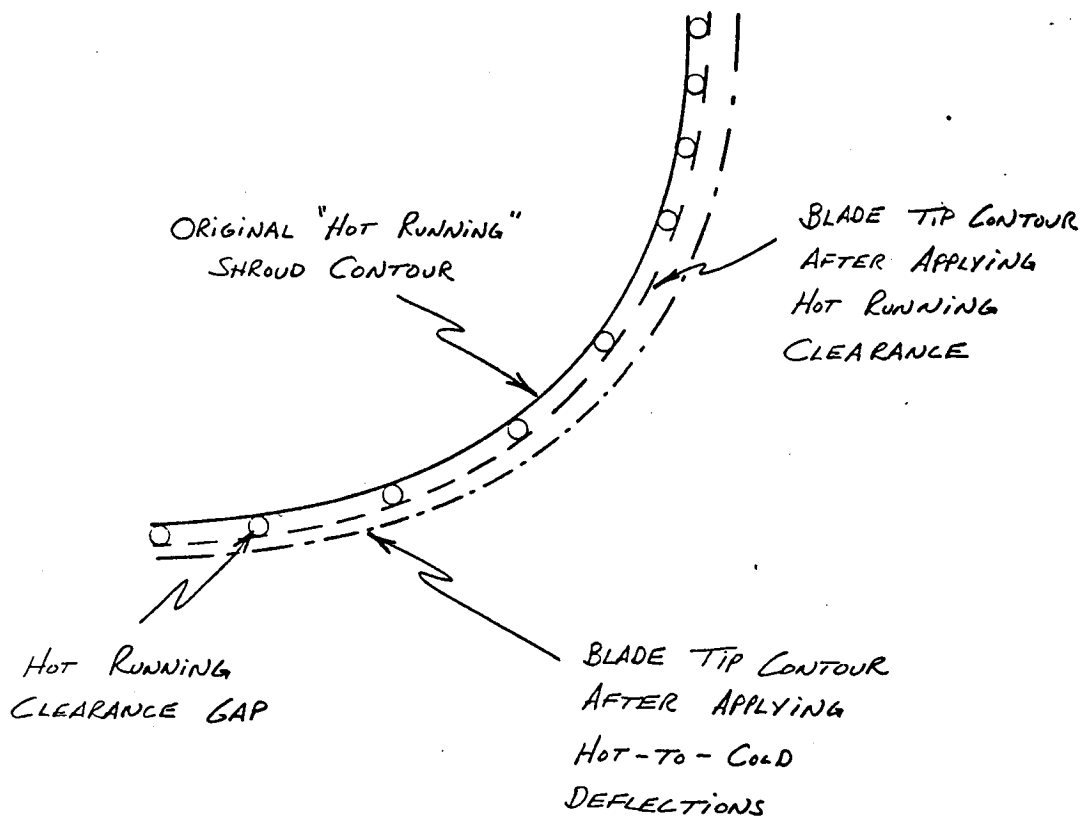 ORIGINAL "HOT RUNNING"
SHROUD CONTOUR
BLADE TIP CONTOUR
AFTER APPLYING
HOT RUNNING
CLEARANCE
HOT RUNNING
CLEARANCE GAP
BLADE TIP CONTOUR
AFTER APPLYING
HOT-TO-COLD
DEFLECTIONS